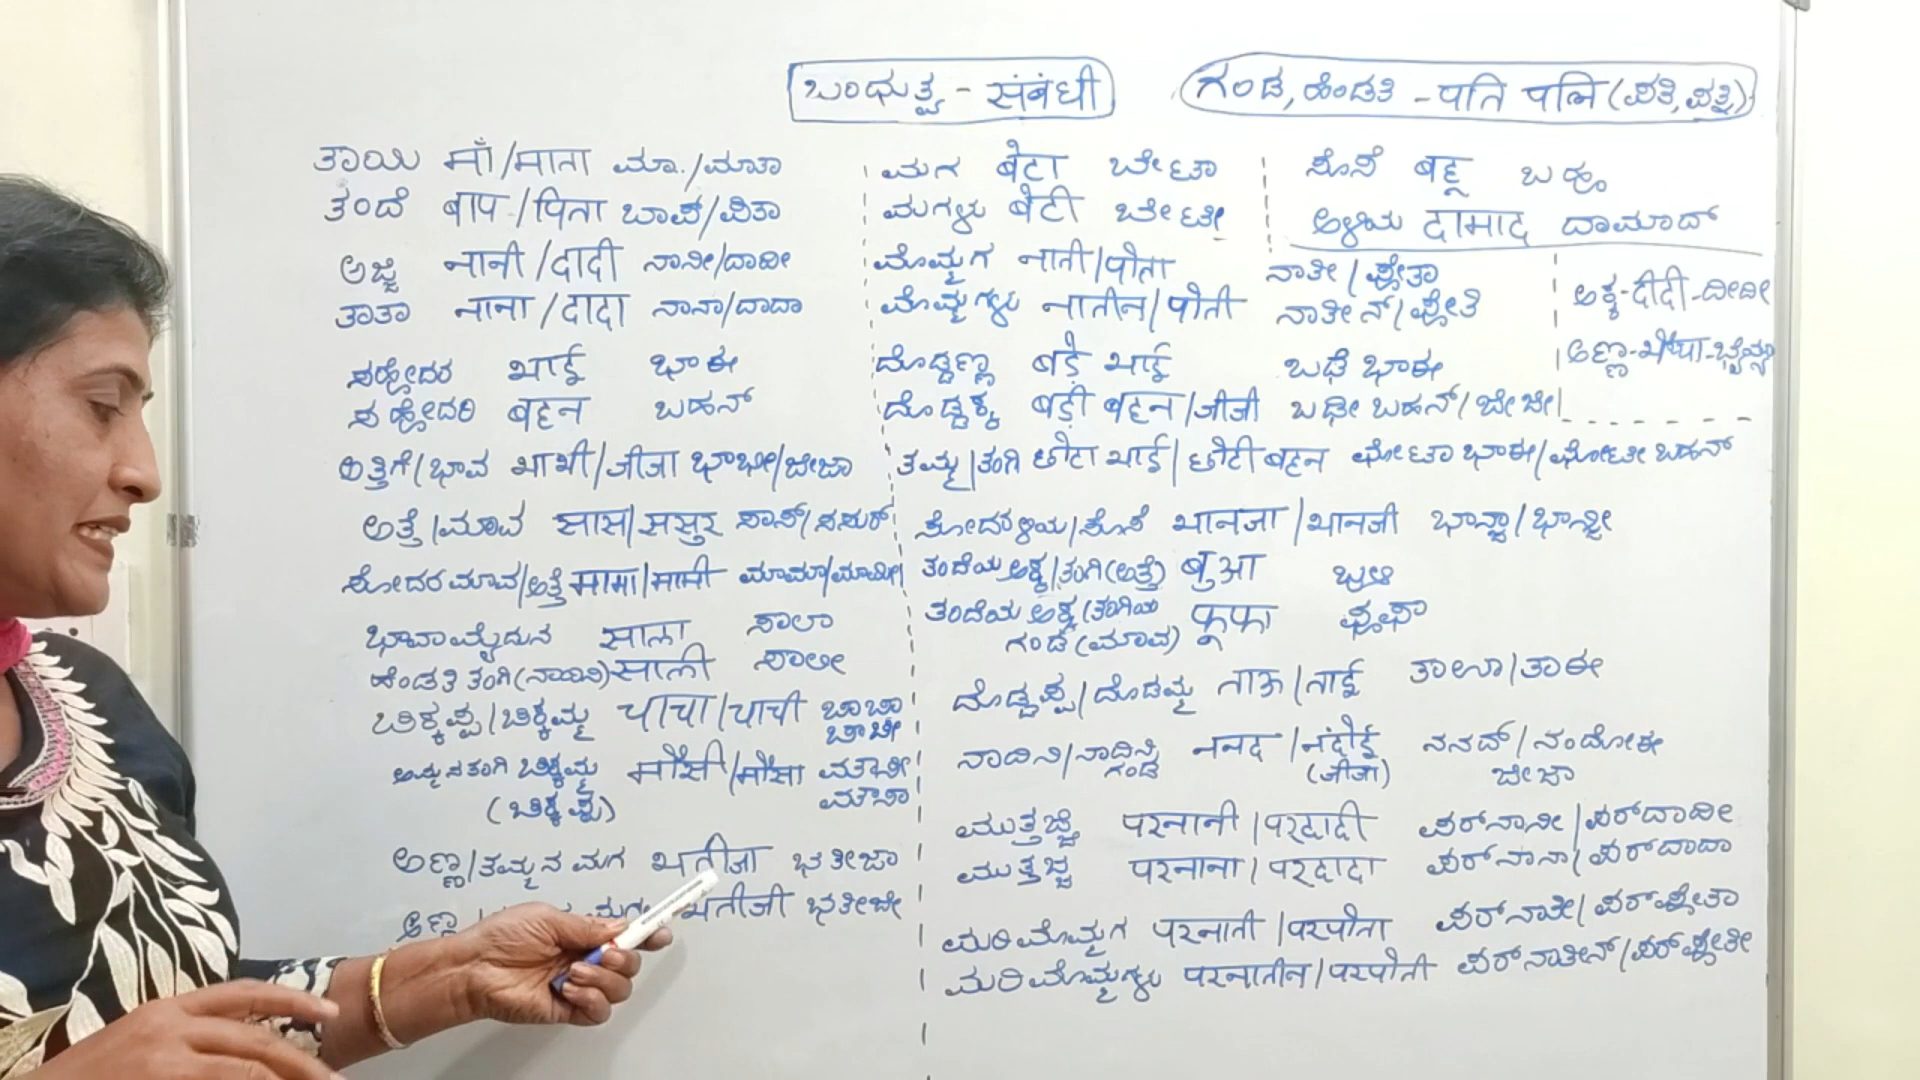 ಬಂಧುತ್ವ - संबंधी
ಗಂಡ, ಹೆಂಡತಿ - पति पत्नि (ಪತಿ, ಪತ್ನಿ)
ತಾಯಿ माँ/माता ಮಾ./ಮಾತಾ
ತಂದೆ बाप/पिता ಬಾಪ/ಪಿತಾ
ಅಜ್ಜಿ नानी/दादी ನಾನೀ/ದಾದೀ
ತಾತಾ नाना/दादा ನಾನಾ/ದಾದಾ
ಸಹೋದರ भाई ಭಾಈ
ಸಹೋದರಿ बहन ಬಹನ್
ಅತ್ತಿಗೆ/ಭಾವ भाभी/जीजा ಭಾಭೀ/ಜೀಜಾ
ಅತ್ತೆ/ಮಾವ सास/ससुर ಸಾಸ್/ಸಸುರ್
ಸೋದರ ಮಾವ/ಅತ್ತೆ मामा/मामी ಮಾಮಾ/ಮಾಮೀ
ಭಾವಾಮೈದುನ साला ಸಾಲಾ
ಹೆಂಡತಿ ತಂಗಿ(ನಾದಿನಿ) साली ಸಾಲೀ
ಚಿಕ್ಕಪ್ಪ/ಚಿಕ್ಕಮ್ಮ चाचा/चाची ಚಾಚಾ
ಚಾಚೀ
ಅಮ್ಮನ ತಂಗಿ ಚಿಕ್ಕಮ್ಮ मौसी/मौसा ಮೌಸೀ
(ಚಿಕ್ಕಪ್ಪ) ಮೌಸಾ
ಅಣ್ಣ/ತಮ್ಮನ ಮಗ भतीजा ಭತೀಜಾ
ಅಣ್ಣ भतीजी ಭತೀಜೀ
ಮಗ बेटा ಬೇಟಾ
ಮಗಳು बेटी ಬೇಟೀ
ಮೊಮ್ಮಗ नाती/पोता ನಾತೀ/ಪೋತಾ
ಮೊಮ್ಮಗಳು नातीन/पोती ನಾತೀನ್/ಪೋತಿ
ದೊಡ್ಡಣ್ಣ बड़े भाई ಬಡೆ ಭಾಈ
ದೊಡ್ಡಕ್ಕ बड़ी बहन/जीजी ಬಡೀ ಬಹನ್/ಜೀಜೀ
ಸೊಸೆ बहू ಬಹೂ
ಅಳಿಯ दामाद ದಾಮಾದ್
ಅಕ್ಕ-दीदी-ದೀದೀ
ಅಣ್ಣ-भैया-ಭೈಯ್ಯಾ
ತಮ್ಮ/ತಂಗಿ छोटा भाई/छोटी बहन ಛೋಟಾ ಭಾಈ/ಛೋಟೀ ಬಹನ್
ಸೋದರಳಿಯ/ಸೊಸೆ भानजा/भानजी ಭಾನ್ಜಾ/ಭಾನ್ಜೀ
ತಂದೆಯ ಅಕ್ಕ/ತಂಗಿ(ಅತ್ತೆ) बुआ ಬುಆ
ತಂದೆಯ ಅಕ್ಕ/ತಂಗಿಯ फूफा ಫೂಫಾ
ಗಂಡ (ಮಾವ)
ದೊಡ್ಡಪ್ಪ/ದೊಡಮ್ಮ ताऊ/ताई ತಾಊ/ತಾಈ
ನಾದಿನಿ/ನಾದಿನ್ನಿ ननद/नंदोई ನನದ್/ನಂದೋಈ
ಗಂಡ (जीजा) ಜೀಜಾ
ಮುತ್ತಜ್ಜಿ परनानी/परदादी ಪರ್ನಾನೀ/ಪರ್ದಾದೀ
ಮುತ್ತಜ್ಜ परनाना/परदादा ಪರ್ನಾನಾ/ಪರ್ದಾದಾ
ಮರಿಮೊಮ್ಮಗ परनाती/परपोता ಪರ್ನಾತೀ/ಪರ್ಪೋತಾ
ಮರಿಮೊಮ್ಮಗಳು परनातीन/परपोती ಪರ್ನಾತೀನ್/ಪರ್ಪೋತೀ